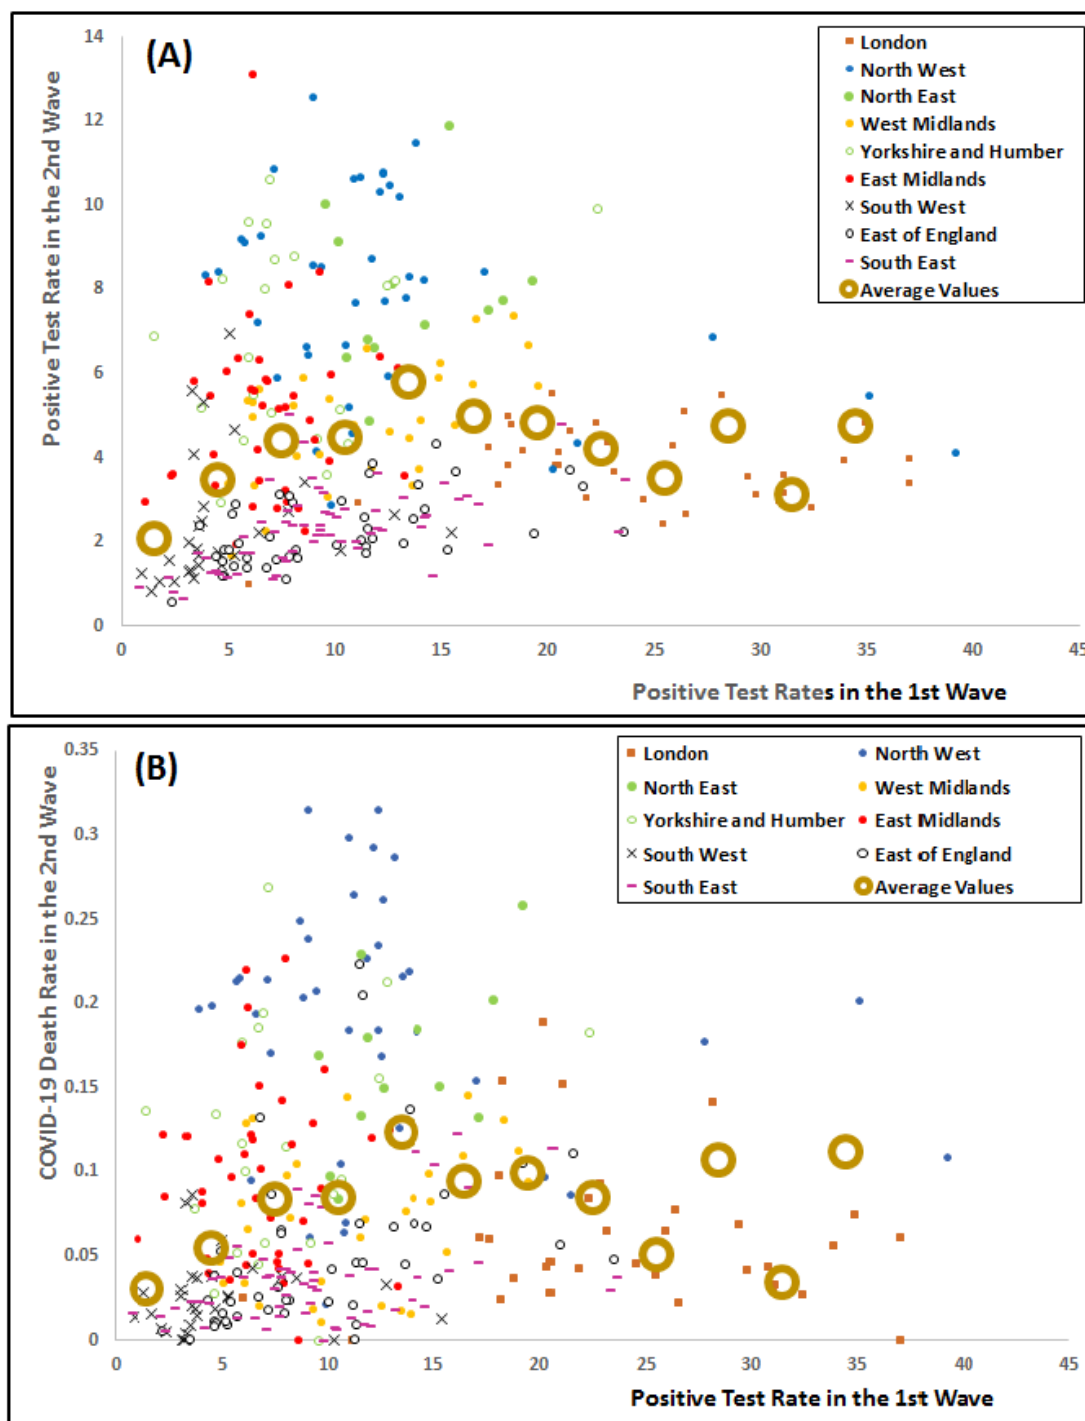 (A)
Positive Test Rate in the 2nd Wave
14
12
10
8
6
4
2
0
London
North West
North East
West Midlands
Yorkshire and Humber
East Midlands
South West
East of England
South East
Average Values
0 5 10 15 20 25 30 35 40 45
Positive Test Rates in the 1st Wave
(B)
COVID-19 Death Rate in the 2nd Wave
0.35
0.3
0.25
0.2
0.15
0.1
0.05
0
London North West
North East West Midlands
Yorkshire and Humber East Midlands
South West East of England
South East Average Values
0 5 10 15 20 25 30 35 40 45
Positive Test Rate in the 1st Wave